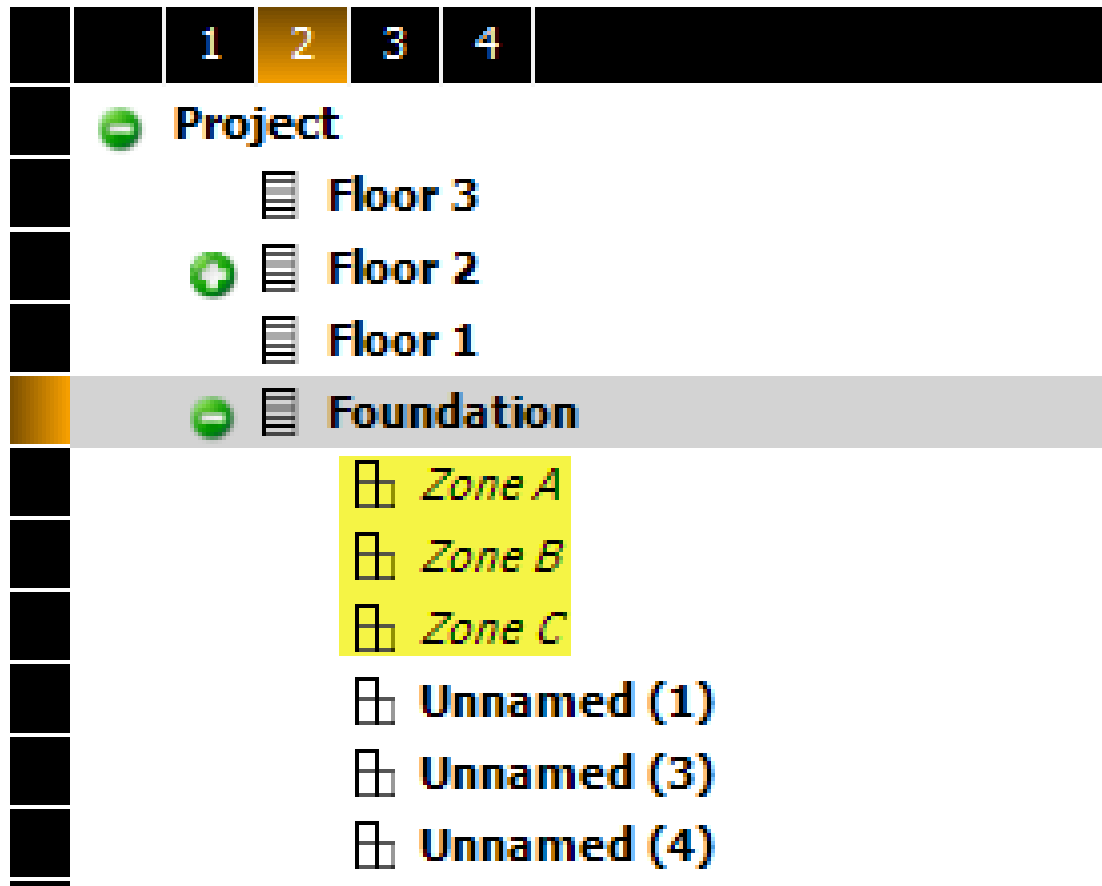 1 2 3 4
Project
Floor 3
Floor 2
Floor 1
Foundation
Zone A
Zone B
Zone C
Unnamed (1)
Unnamed (3)
Unnamed (4)